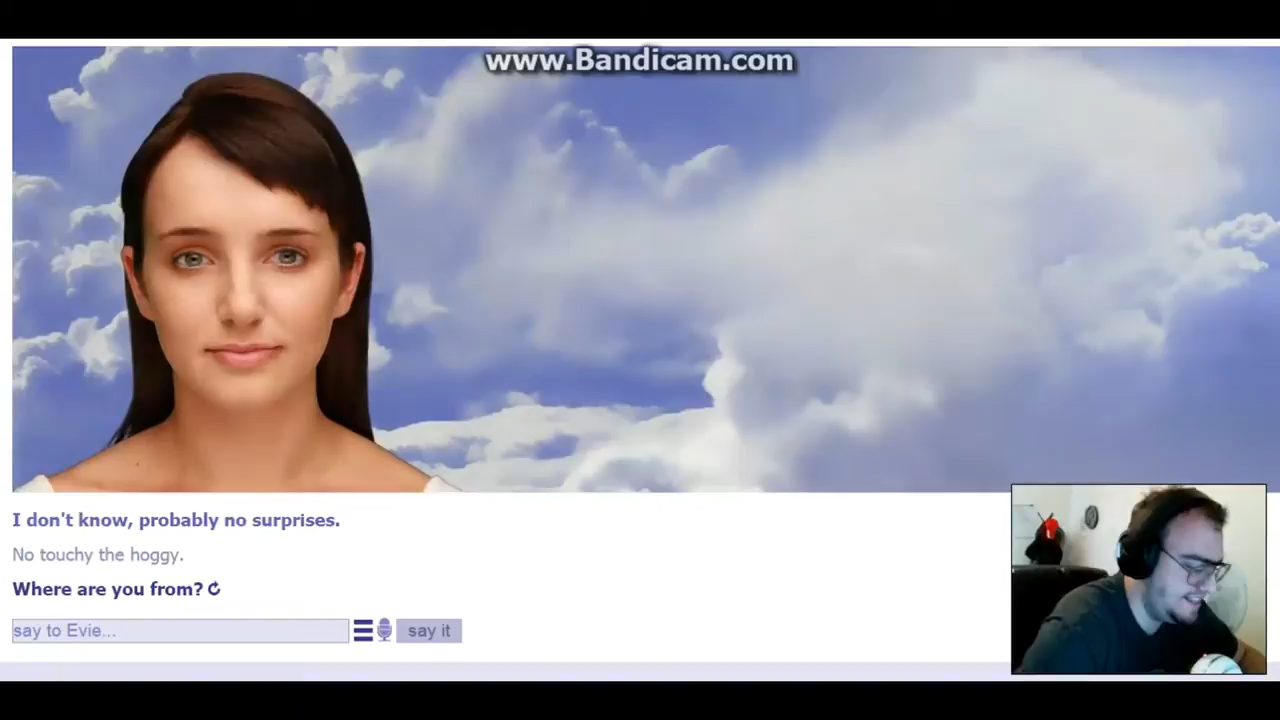 www.Bandicam.com
I don't know, probably no surprises.
No touchy the hoggy.
Where are you from?
say to Evie...
say it